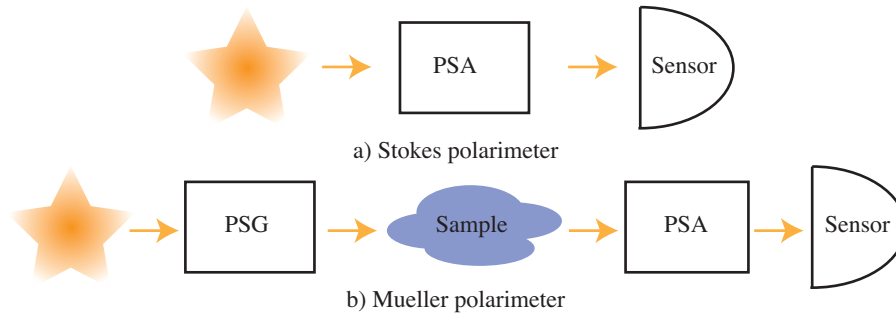 PSA
Sensor
a) Stokes polarimeter
PSG
Sample
PSA
Sensor
b) Mueller polarimeter